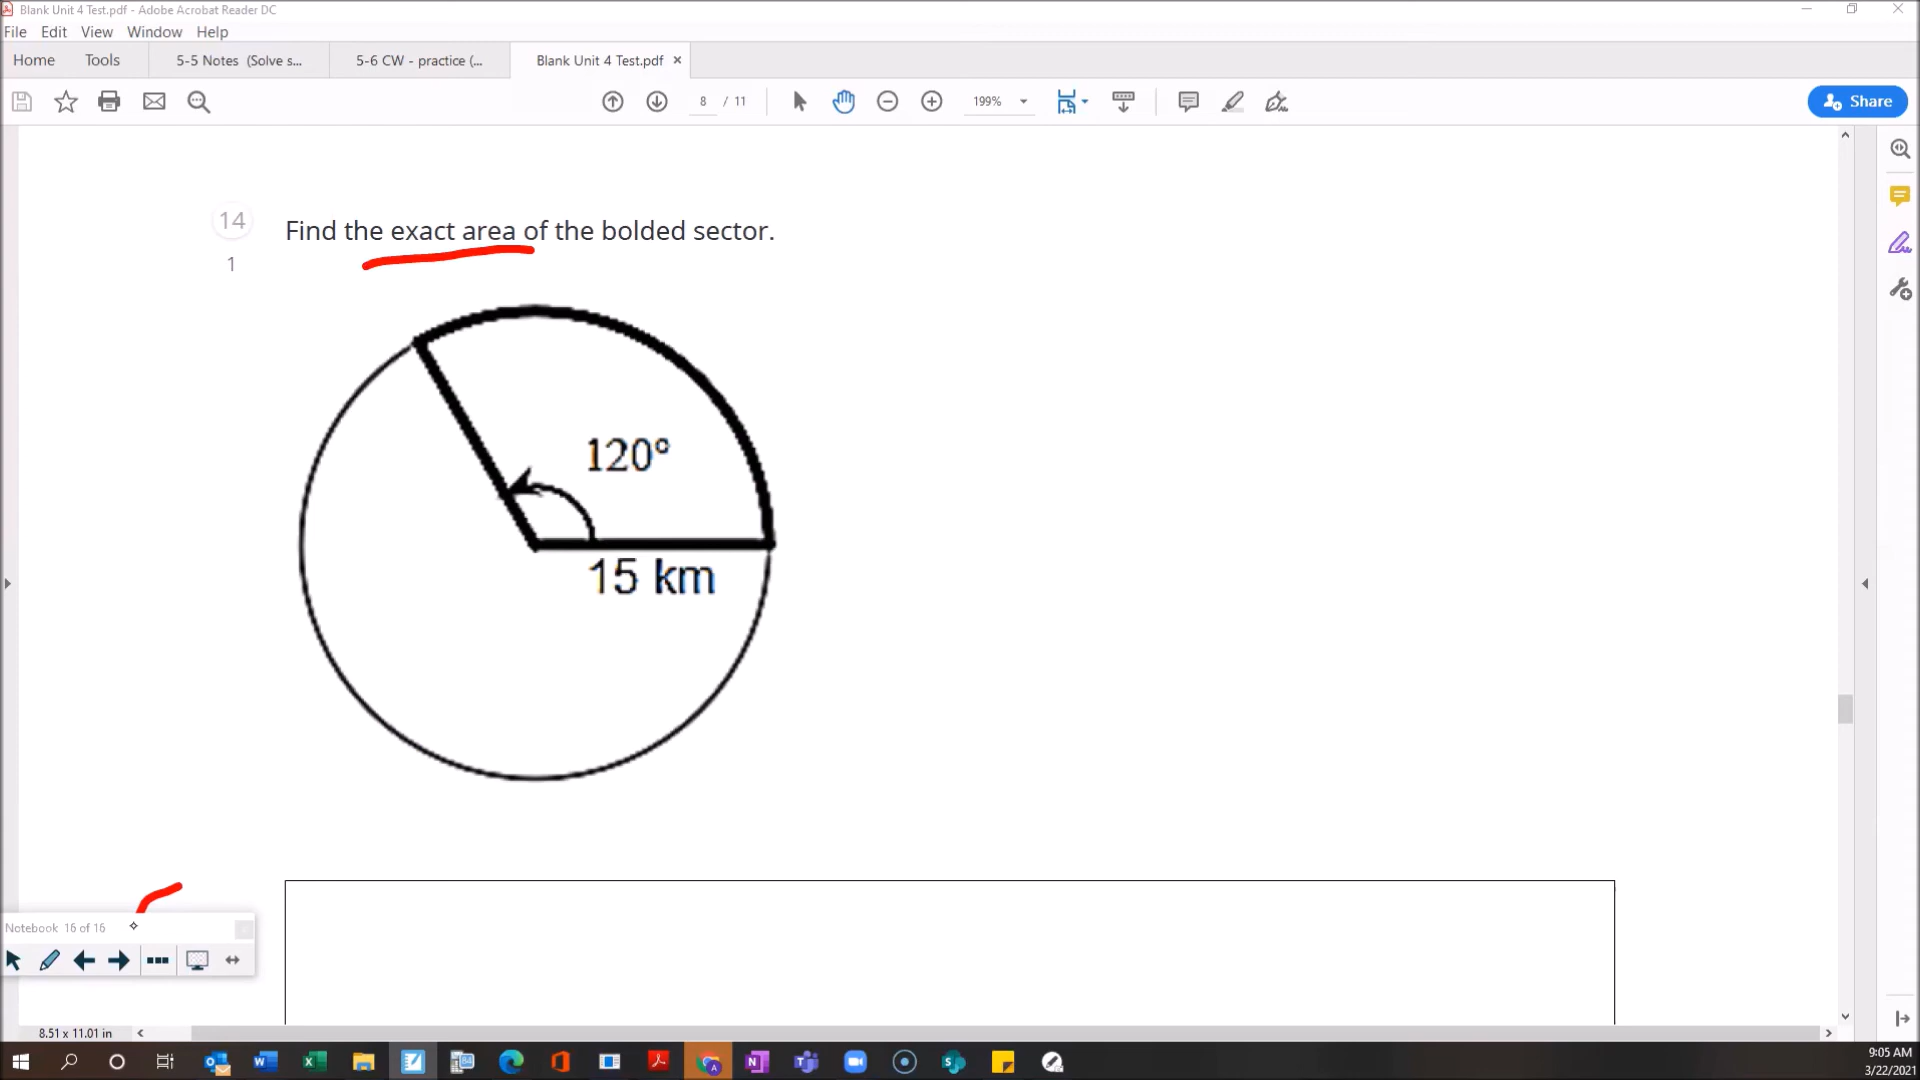 Blank Unit 4 Test.pdf - Adobe Acrobat Reader DC
File Edit View Window Help
Home Tools 5-5 Notes (Solve s... 5-6 CW - practice (... Blank Unit 4 Test.pdf
8 / 11 199% Share
14 Find the exact area of the bolded sector.
1
120°
15 km
Notebook 16 of 16
8.51 x 11.01 in
9:05 AM
3/22/2021